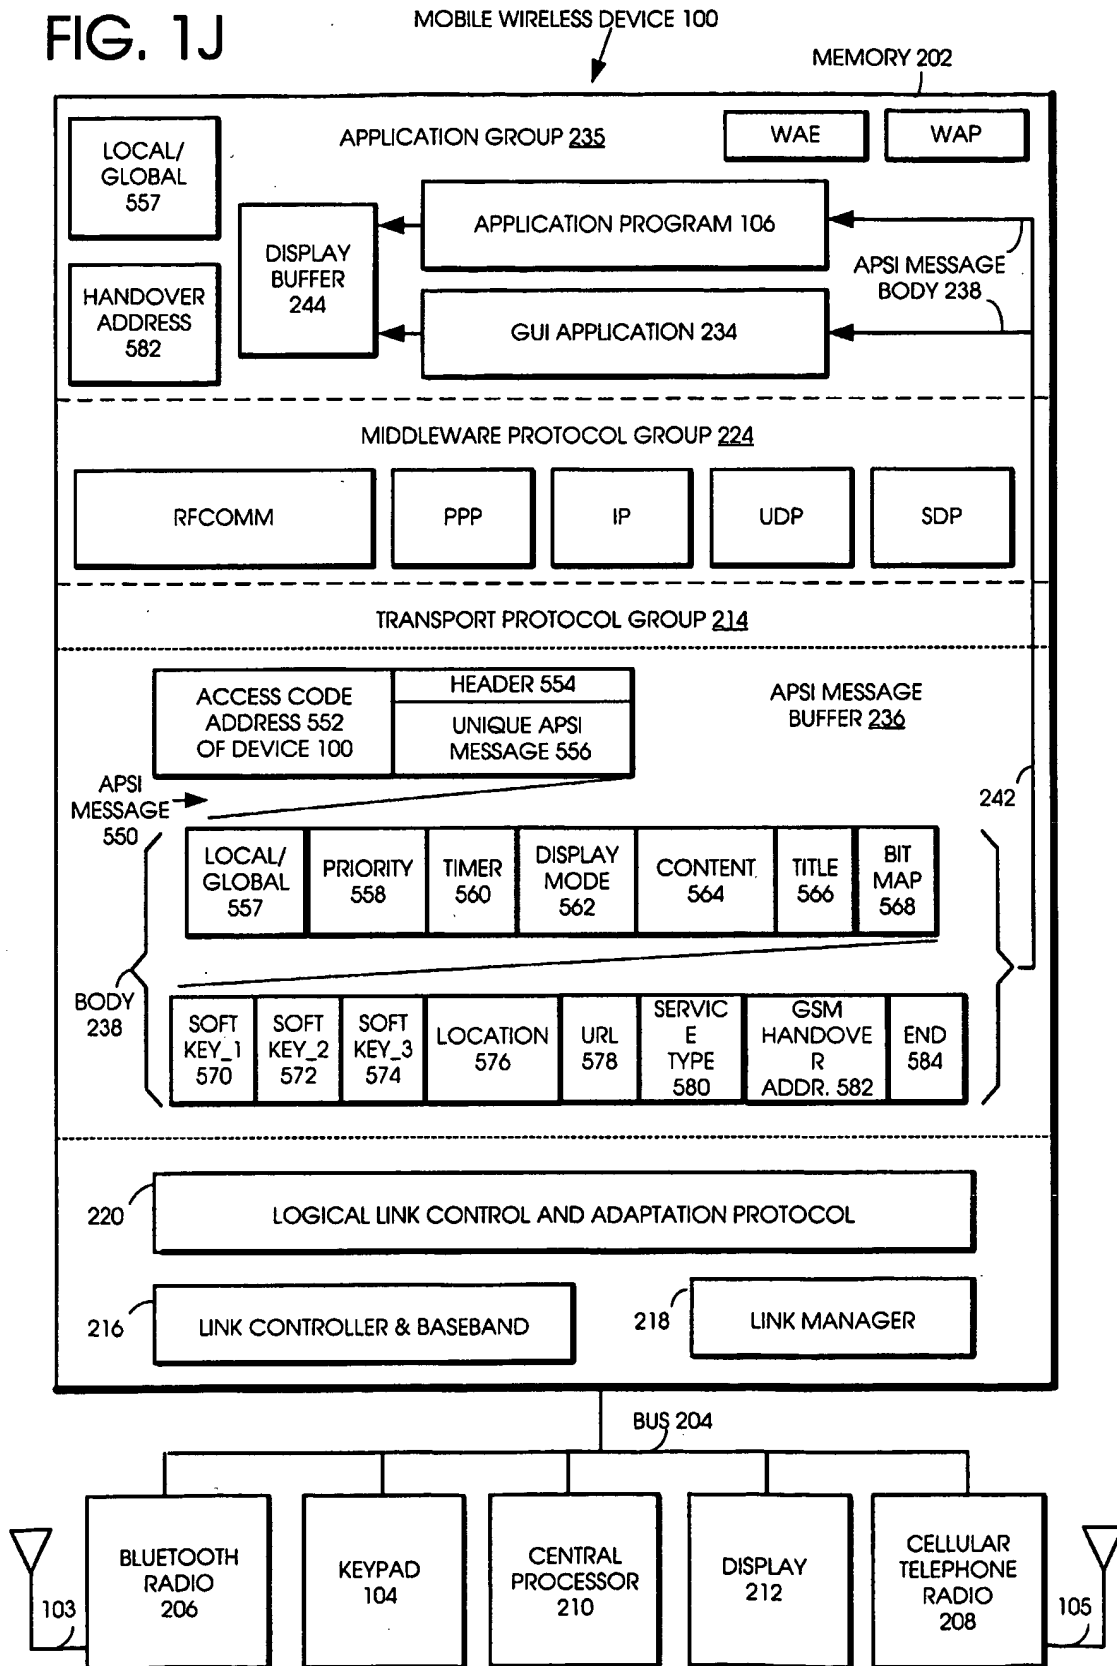 FIG. 1J
MOBILE WIRELESS DEVICE 100
MEMORY 202
LOCAL/
GLOBAL
557
APPLICATION GROUP 235
WAE
WAP
HANDOVER
ADDRESS
582
DISPLAY
BUFFER
244
APPLICATION PROGRAM 106
GUI APPLICATION 234
APSI MESSAGE
BODY 238
MIDDLEWARE PROTOCOL GROUP 224
RFCOMM
PPP
IP
UDP
SDP
TRANSPORT PROTOCOL GROUP 214
ACCESS CODE
ADDRESS 552
OF DEVICE 100
HEADER 554
UNIQUE APSI
MESSAGE 556
APSI MESSAGE
BUFFER 236
APSI
MESSAGE
550
242
LOCAL/
GLOBAL
557
PRIORITY
558
TIMER
560
DISPLAY
MODE
562
CONTENT
564
TITLE
566
BIT
MAP
568
BODY
238
SOFT
KEY_1
570
SOFT
KEY_2
572
SOFT
KEY_3
574
LOCATION
576
URL
578
SERVIC
E
TYPE
580
GSM
HANDOVE
R
ADDR. 582
END
584
220
LOGICAL LINK CONTROL AND ADAPTATION PROTOCOL
216
LINK CONTROLLER & BASEBAND
218
LINK MANAGER
BUS 204
103
BLUETOOTH
RADIO
206
KEYPAD
104
CENTRAL
PROCESSOR
210
DISPLAY
212
CELLULAR
TELEPHONE
RADIO
208
105